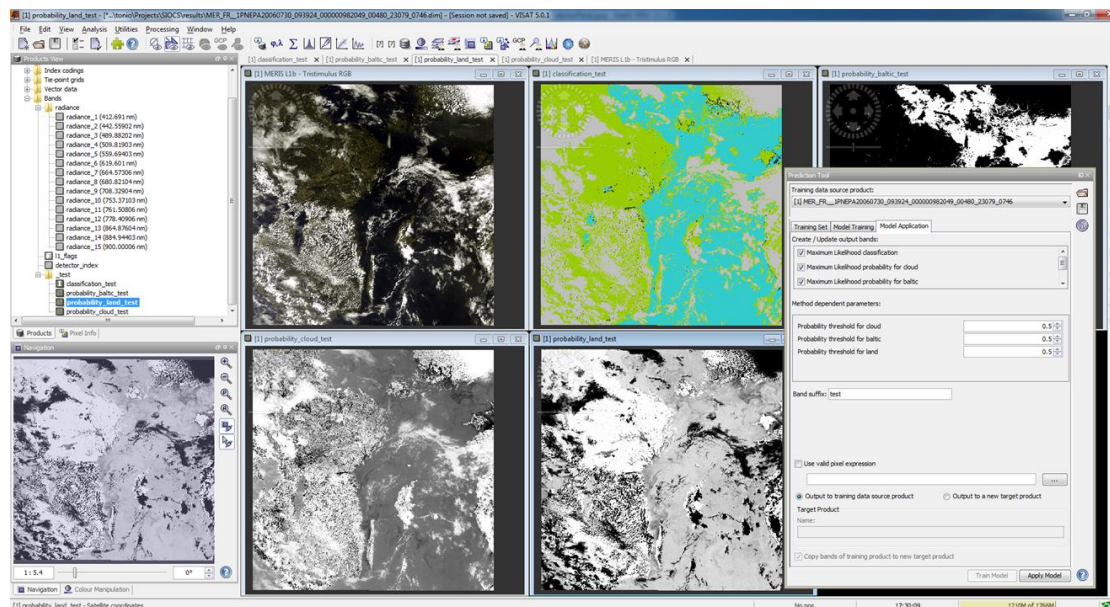 [1] probability_land_test - [*...\tonio\Projects\SIOCS\results\MER_FR__1PNEPA20060730_093924_000000982049_00480_23079_0746.dim] - [Session not saved] - VISAT 5.0.1
File Edit View Analysis Utilities Processing Window Help
Products View
[1] classification_test [1] probability_baltic_test [1] probability_land_test [1] probability_cloud_test [1] MERIS L1b - Tristimulus RGB
Index codings
Tie-point grids
Vector data
Bands
radiance
radiance_1 (412.691 nm)
radiance_2 (442.55902 nm)
radiance_3 (489.88202 nm)
radiance_4 (509.81903 nm)
radiance_5 (559.69403 nm)
radiance_6 (619.601 nm)
radiance_7 (664.57306 nm)
radiance_8 (680.82104 nm)
radiance_9 (708.32904 nm)
radiance_10 (753.37103 nm)
radiance_11 (761.50806 nm)
radiance_12 (778.40906 nm)
radiance_13 (864.87604 nm)
radiance_14 (884.94403 nm)
radiance_15 (900.00006 nm)
l1_flags
detector_index
_test
classification_test
probability_baltic_test
probability_land_test
probability_cloud_test
Products Pixel Info
Navigation
1: 5.4 0°
Navigation Colour Manipulation
[1] MERIS L1b - Tristimulus RGB
[1] classification_test
[1] probability_baltic_test
[1] probability_cloud_test
[1] probability_land_test
Prediction Tool
Training data source product:
[1] MER_FR__1PNEPA20060730_093924_000000982049_00480_23079_0746
Training Set Model Training Model Application
Create / Update output bands:
Maximum Likelihood classification
Maximum Likelihood probability for cloud
Maximum Likelihood probability for baltic
Method dependent parameters:
Probability threshold for cloud 0.5
Probability threshold for baltic 0.5
Probability threshold for land 0.5
Band suffix: test
Use valid pixel expression
...
Output to training data source product Output to a new target product
Target Product
Name:
Copy bands of training product to new target product
Train Model Apply Model
[1] probability_land_test - Satellite coordinates
No pos. 17:30:09 1210M of 1766M